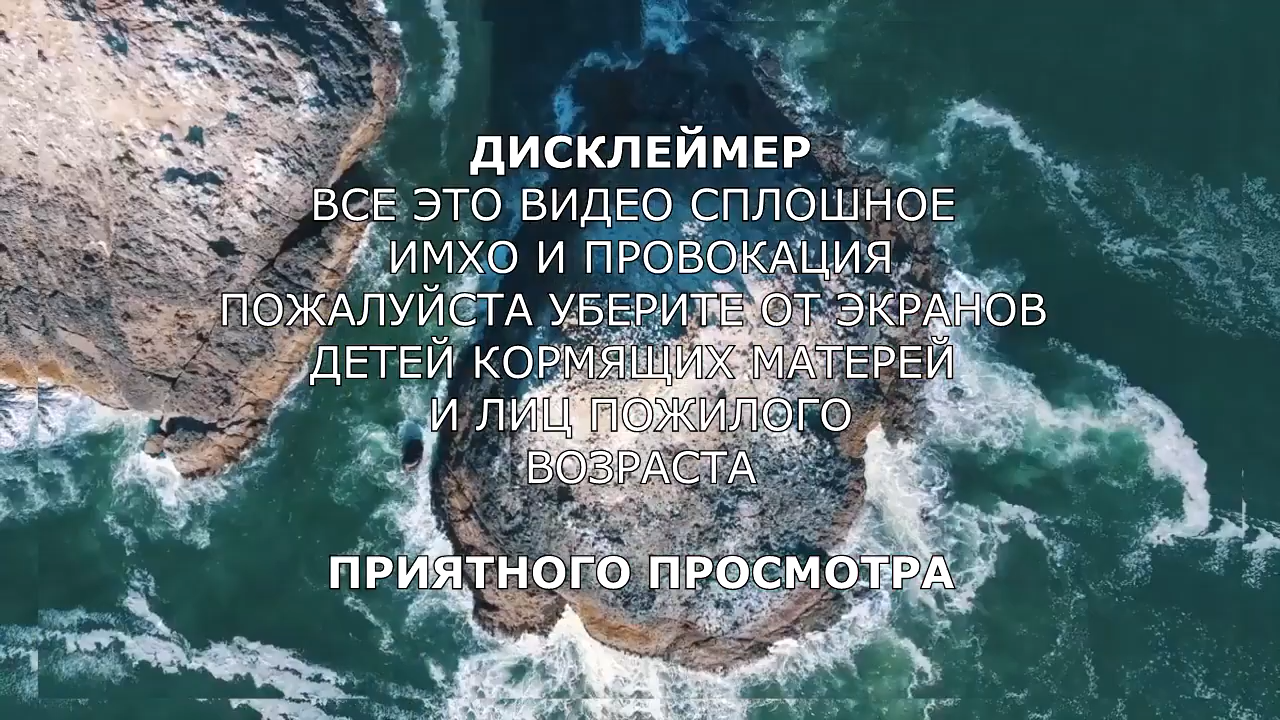 ДИСКЛЕЙМЕР
ВСЕ ЭТО ВИДЕО СПЛОШНОЕ
ИМХО И ПРОВОКАЦИЯ
ПОЖАЛУЙСТА УБЕРИТЕ ОТ ЭКРАНОВ
ДЕТЕЙ КОРМЯЩИХ МАТЕРЕЙ
И ЛИЦ ПОЖИЛОГО
ВОЗРАСТА
ПРИЯТНОГО ПРОСМОТРА